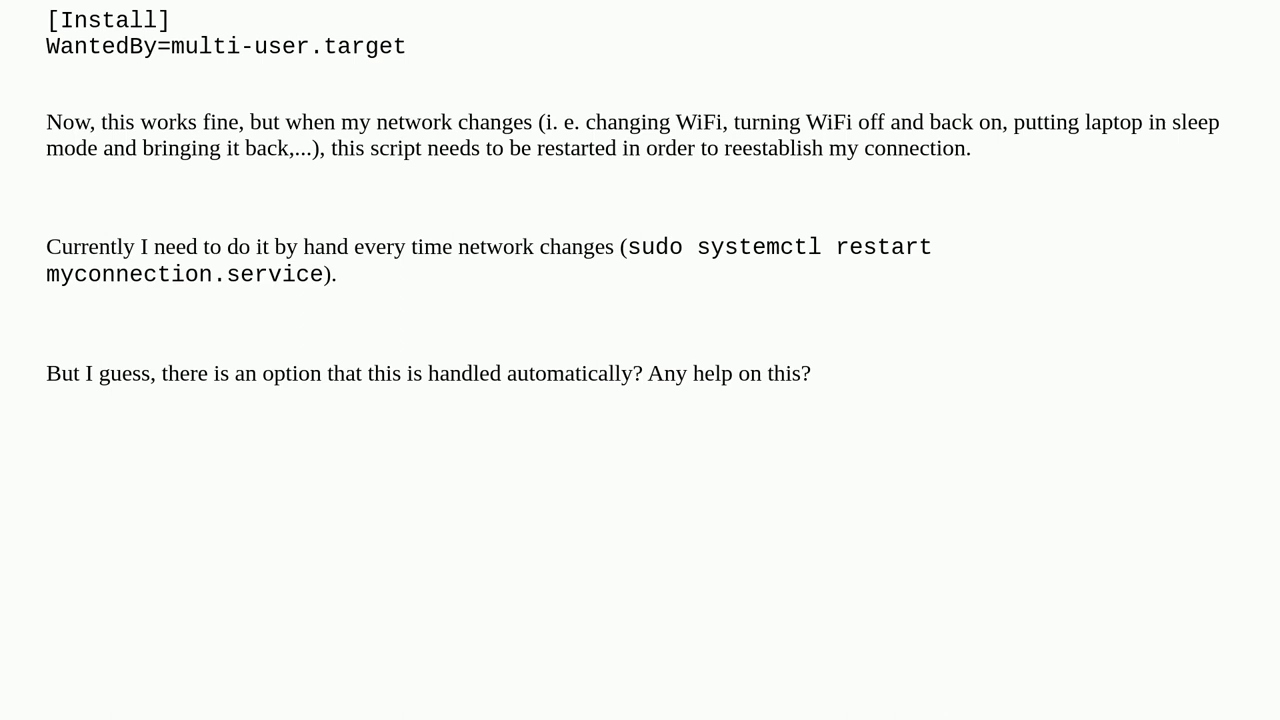 [Install]
WantedBy=multi-user.target
Now, this works fine, but when my network changes (i. e. changing WiFi, turning WiFi off and back on, putting laptop in sleep
mode and bringing it back,...), this script needs to be restarted in order to reestablish my connection.
Currently I need to do it by hand every time network changes (sudo systemctl restart
myconnection.service).
But I guess, there is an option that this is handled automatically? Any help on this?